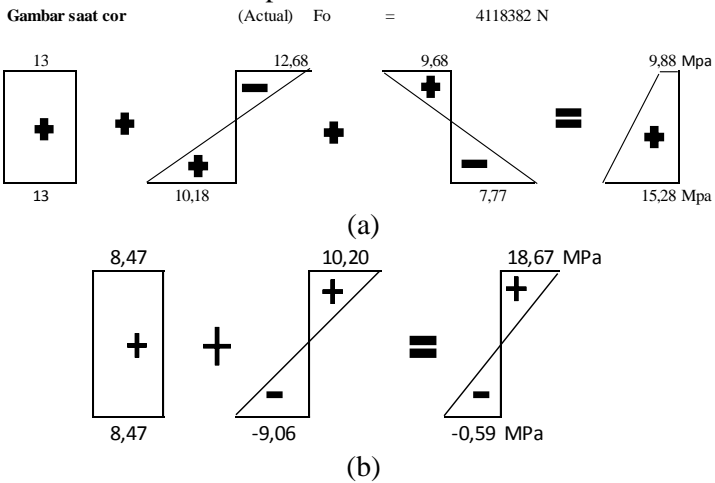 Gambar saat cor (Actual) Fo = 4118382 N
13 12,68 9,68 9,88 Mpa
13 10,18 7,77 15,28 Mpa
(a)
8,47 10,20 18,67 MPa
8,47 -9,06 -0,59 MPa
(b)